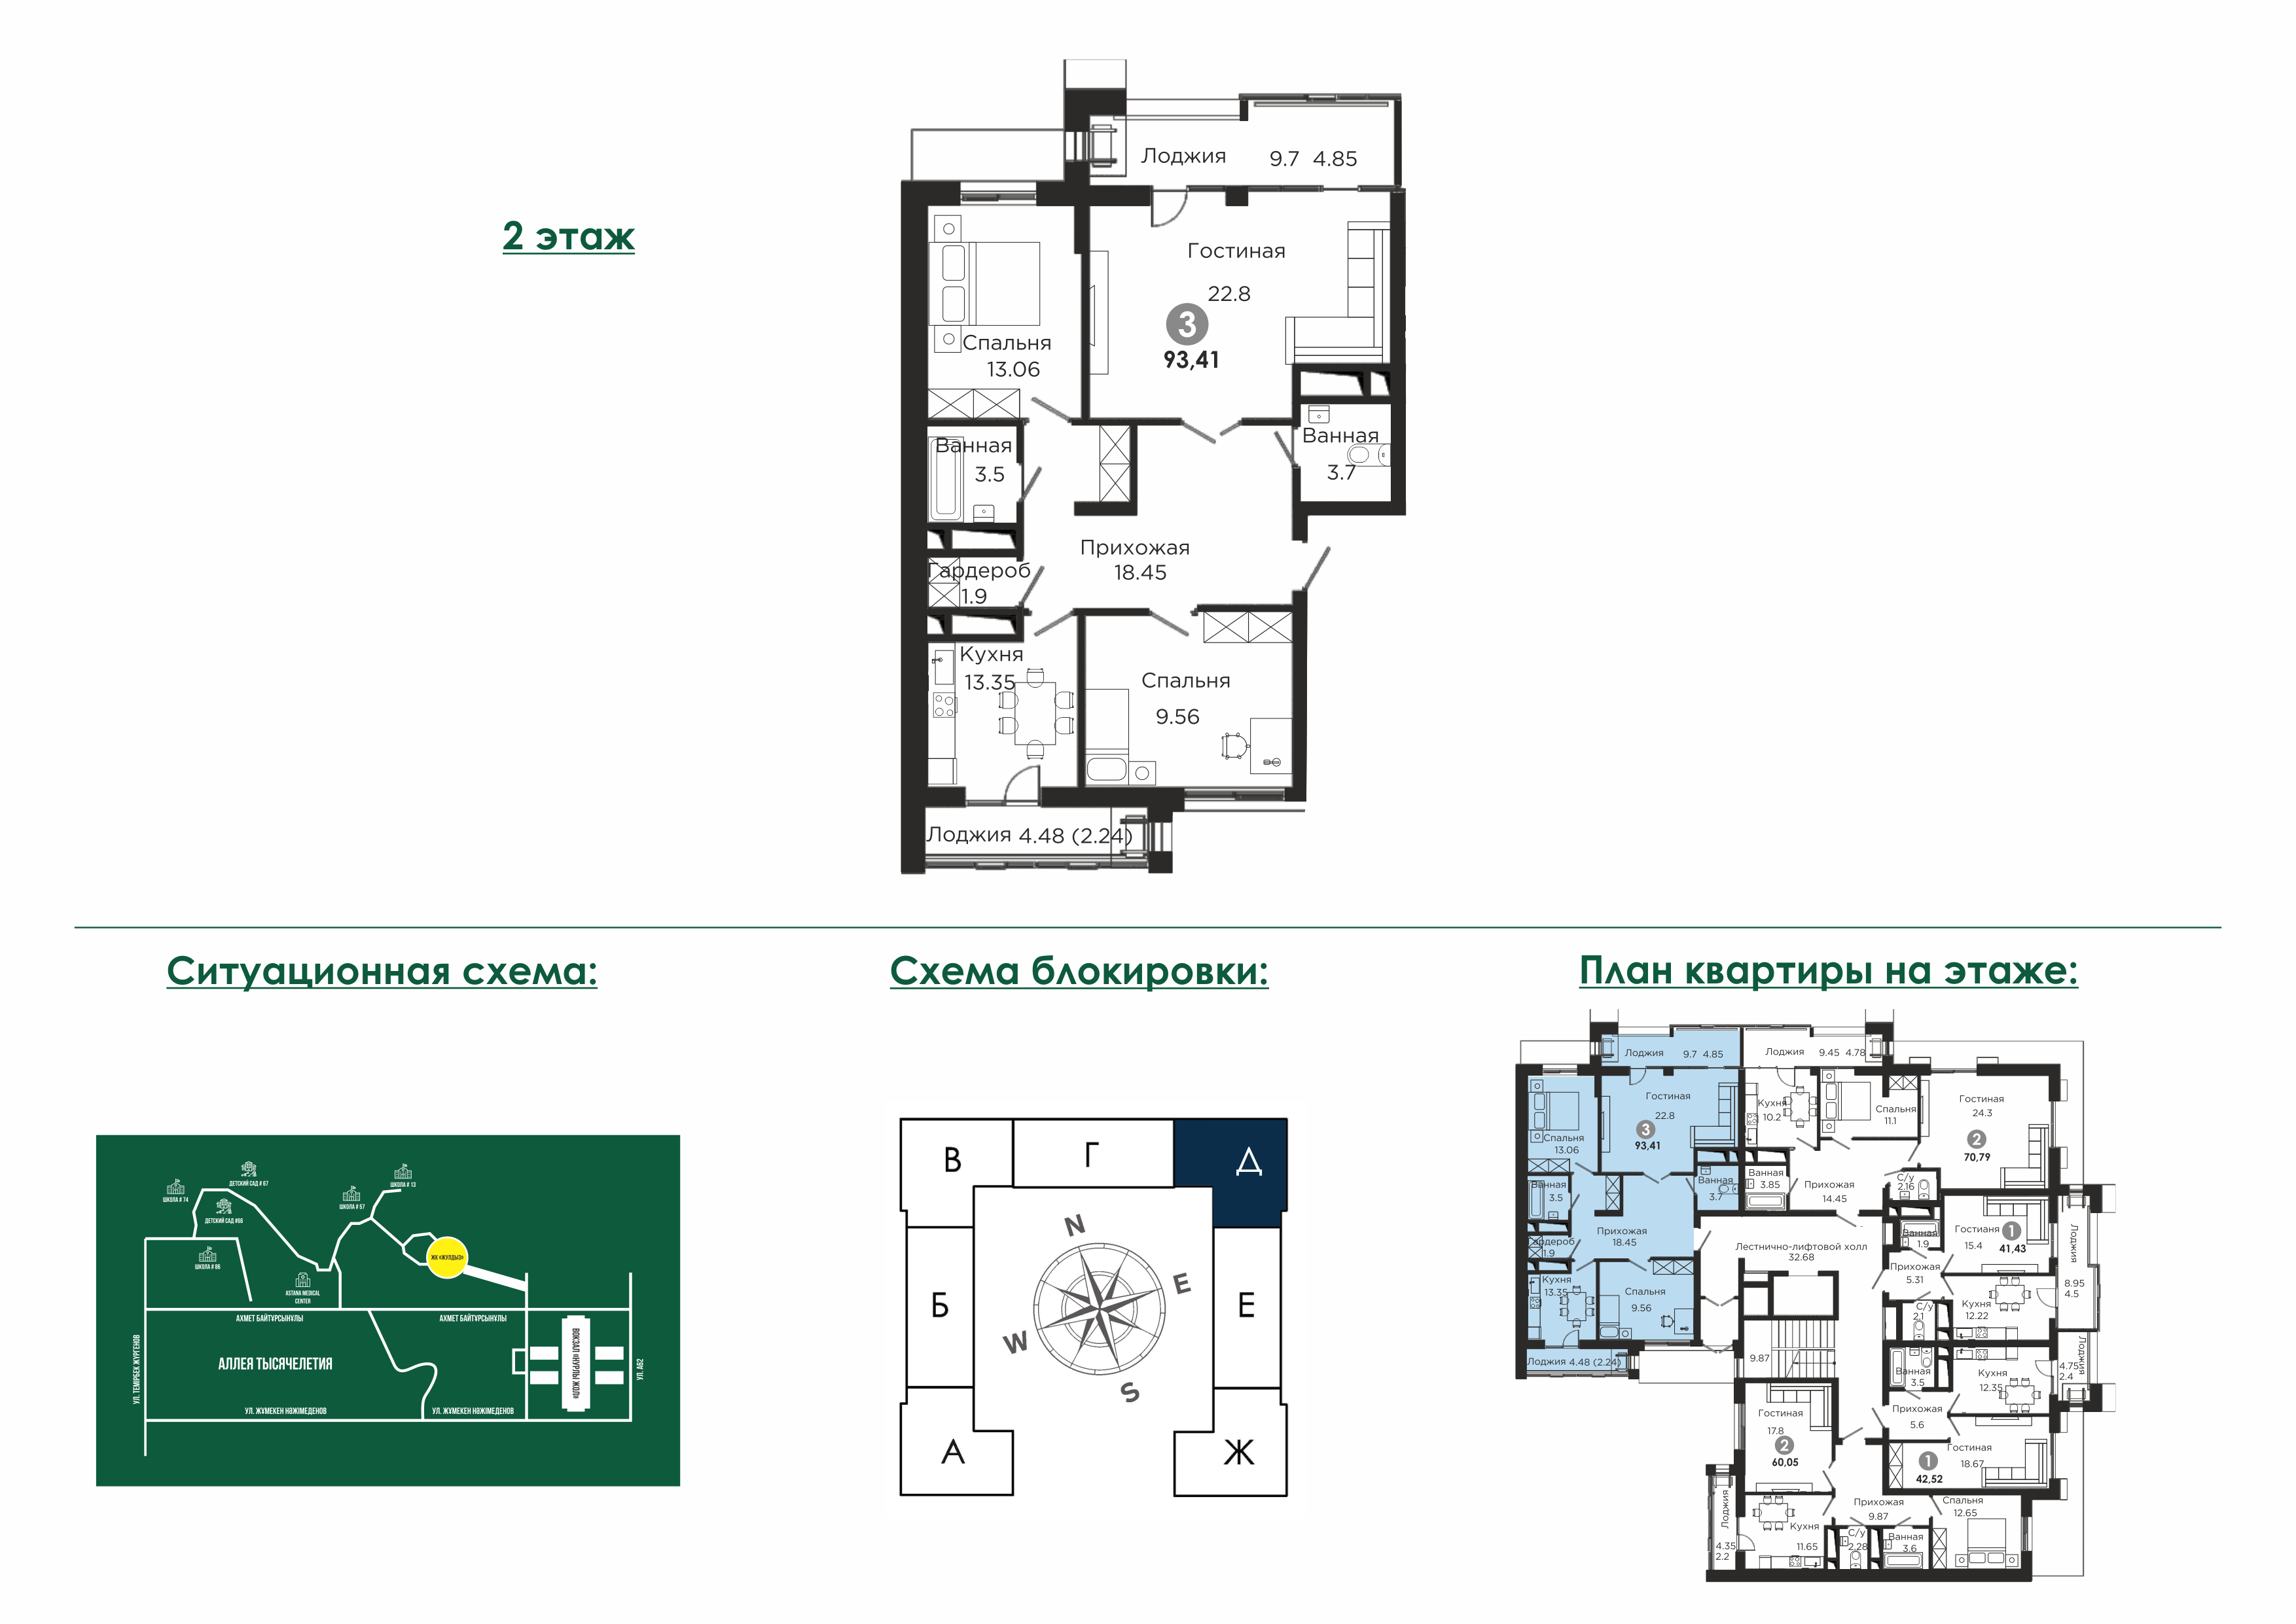 2 этаж
Лоджия 9.7 4.85
Гостиная
22.8
3
93,41
Спальня
13.06
Ванная
3.5
Ванная
3.7
Прихожая
18.45
Гардероб
1.9
Кухня
13.35
Спальня
9.56
Лоджия 4.48 (2.24)
Ситуационная схема:
ДЕТСКИЙ САД # 67
ШКОЛА # 74
ДЕТСКИЙ САД #66
ШКОЛА # 13
ШКОЛА # 57
ШКОЛА # 86
ЖК «ЖУЛДЫЗ»
ASTANA MEDICAL
CENTER
АХМЕТ БАЙТҰРСЫНҰЛЫ
АХМЕТ БАЙТҰРСЫНҰЛЫ
УЛ. ТЕМІРБЕК ЖҮРГЕНОВ
АЛЛЕЯ ТЫСЯЧЕЛЕТИЯ
ВОКЗАЛ «НҰРЛЫ ЖОЛ»
УЛ. А62
УЛ. ЖҰМЕКЕН НӘЖІМЕДЕНОВ
УЛ. ЖҰМЕКЕН НӘЖІМЕДЕНОВ
Схема блокировки:
В
Г
Д
Б
Е
А
Ж
N
E
W
S
План квартиры на этаже:
Лоджия 9.7 4.85
Лоджия 9.45 4.78
Гостиная
22.8
3
93,41
Спальня
13.06
Ванная
3.5
Ванная
3.7
Прихожая
18.45
Гардероб
1.9
Кухня
13.35
Спальня
9.56
Лоджия 4.48 (2.24)
Кухня
10.2
Спальня
11.1
Гостиная
24.3
2
70,79
Ванная
3.85
Прихожая
14.45
С/у
2.16
Лестнично-лифтовой холл
32.68
Ванная
1.9
Гостианя
15.4
1
41,43
Лоджия
8.95
4.5
Прихожая
5.31
С/у
2.1
Кухня
12.22
9.87
Ванная
3.5
Кухня
12.35
Лоджия
4.75
2.4
Прихожая
5.6
Гостиная
18.67
1
42,52
Гостиная
17.8
2
60,05
Прихожая
9.87
Спальня
12.65
Лоджия
4.35
2.2
Кухня
11.65
С/у
2.28
Ванная
3.6